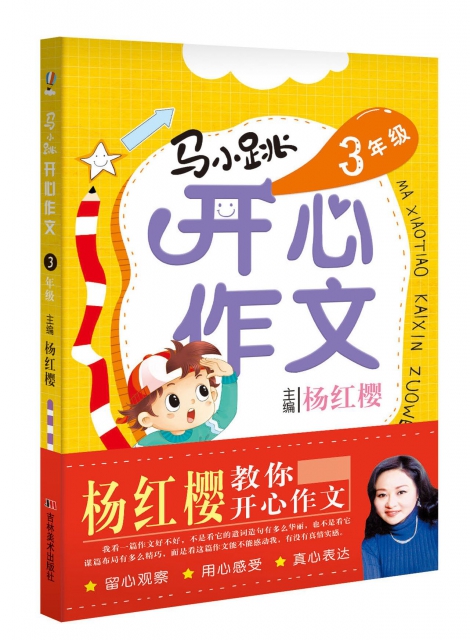 马小跳
开心作文
3
年级
主编
杨红樱
吉林美术出版社
马小跳
3年级
开心
作文
主编
杨红樱
MA XIAOTIAO KAIXIN ZUOWE
杨红樱
教你
开心作文
我看一篇作文好不好,不是看它的遣词造句有多么华丽,也不是看它
谋篇布局有多么精巧,而是看这篇作文能不能感动我,有没有真情实感。
★留心观察 ★用心感受 ★真心表达